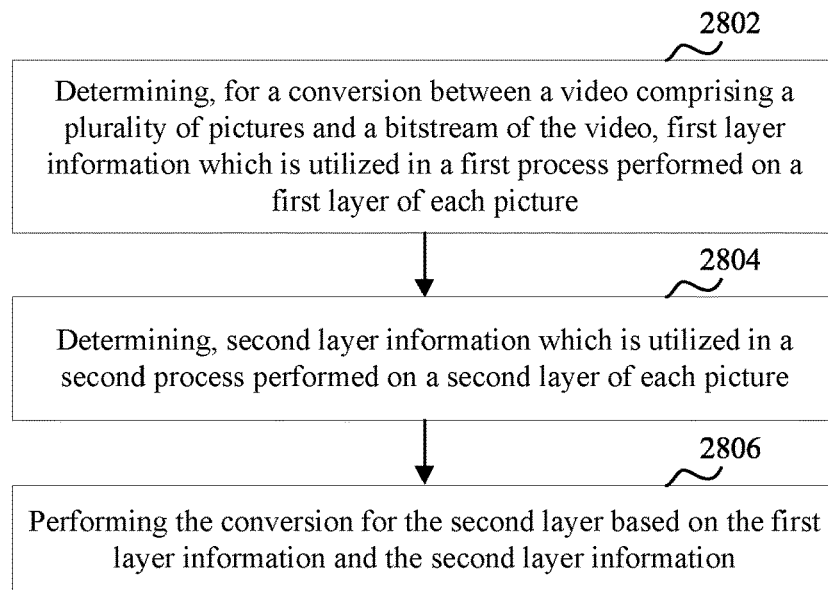 2802
Determining, for a conversion between a video comprising a
plurality of pictures and a bitstream of the video, first layer
information which is utilized in a first process performed on a
first layer of each picture
2804
Determining, second layer information which is utilized in a
second process performed on a second layer of each picture
2806
Performing the conversion for the second layer based on the first
layer information and the second layer information